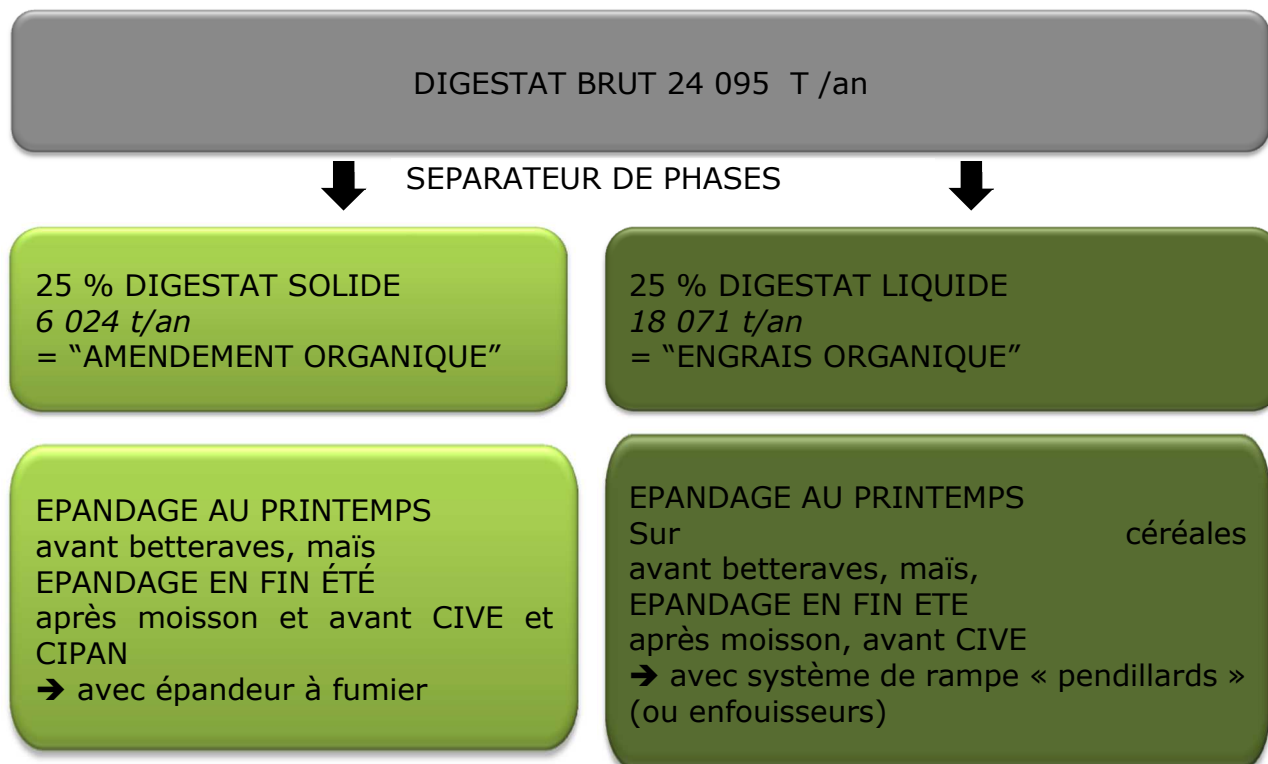 DIGESTAT BRUT 24 095 T /an
SEPARATEUR DE PHASES
25 % DIGESTAT SOLIDE
6 024 t/an
= “AMENDEMENT ORGANIQUE”
25 % DIGESTAT LIQUIDE
18 071 t/an
= “ENGRAIS ORGANIQUE”
EPANDAGE AU PRINTEMPS
avant betteraves, maïs
EPANDAGE EN FIN ÉTÉ
après moisson et avant CIVE et
CIPAN
➔ avec épandeur à fumier
EPANDAGE AU PRINTEMPS
Sur céréales
avant betteraves, maïs,
EPANDAGE EN FIN ETE
après moisson, avant CIVE
➔ avec système de rampe « pendillards »
(ou enfouisseurs)